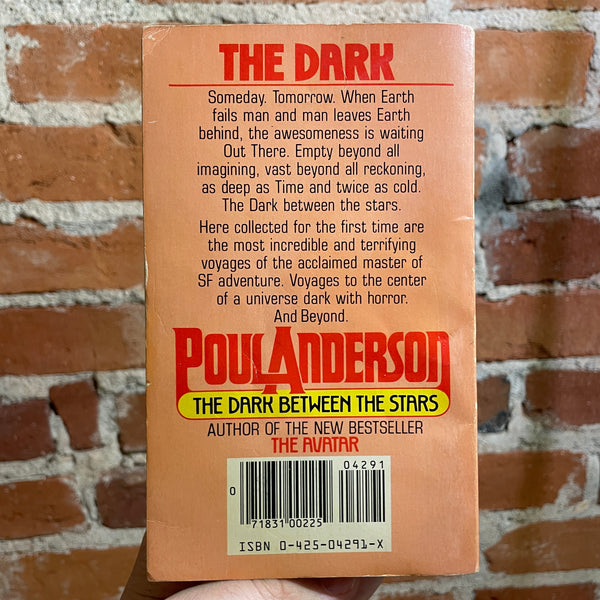 THE DARK
Someday. Tomorrow. When Earth
fails man and man leaves Earth
behind, the awesomeness is waiting
Out There. Empty beyond all
imagining, vast beyond all reckoning,
as deep as Time and twice as cold.
The Dark between the stars.
Here collected for the first time are
the most incredible and terrifying
voyages of the acclaimed master of
SF adventure. Voyages to the center
of a universe dark with horror.
And Beyond.
POUL ANDERSON
THE DARK BETWEEN THE STARS
AUTHOR OF THE NEW BESTSELLER
THE AVATAR
04291
0
71831 00225
ISBN 0-425-04291-X